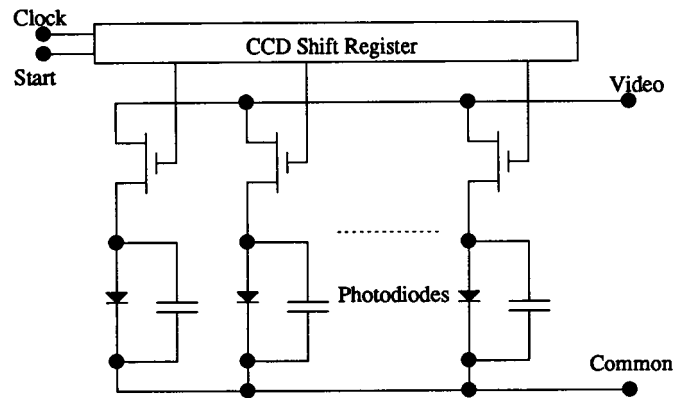 Clock
CCD Shift Register
Start
Video
Photodiodes
Common